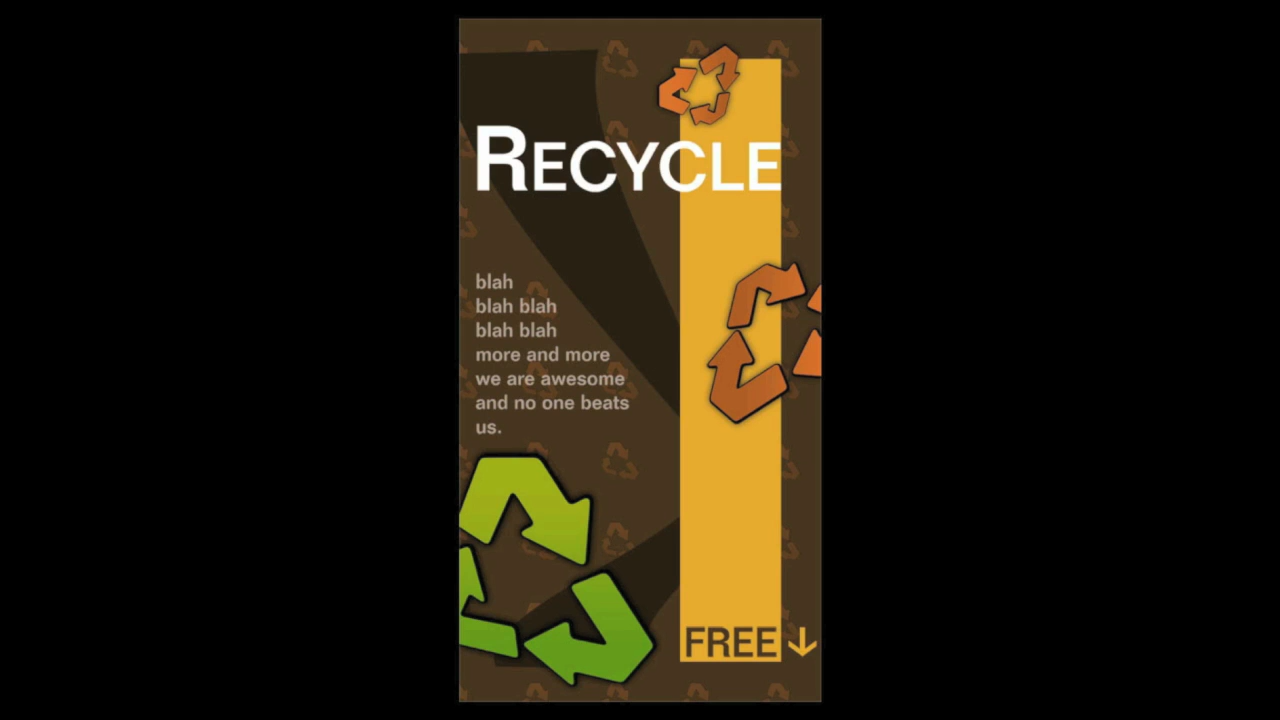 RECYCLE
blah
blah blah
blah blah
more and more
we are awesome
and no one beats
us.
FREE